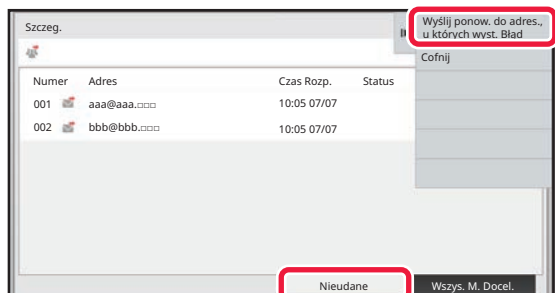 Szczeg.
Wyślij ponow. do adres.,
u których wyst. Błąd
Cofnij
Numer Adres Czas Rozp. Status
001 aaa@aaa.□□□ 10:05 07/07
002 bbb@bbb.□□□ 10:05 07/07
Nieudane Wszys. M. Docel.